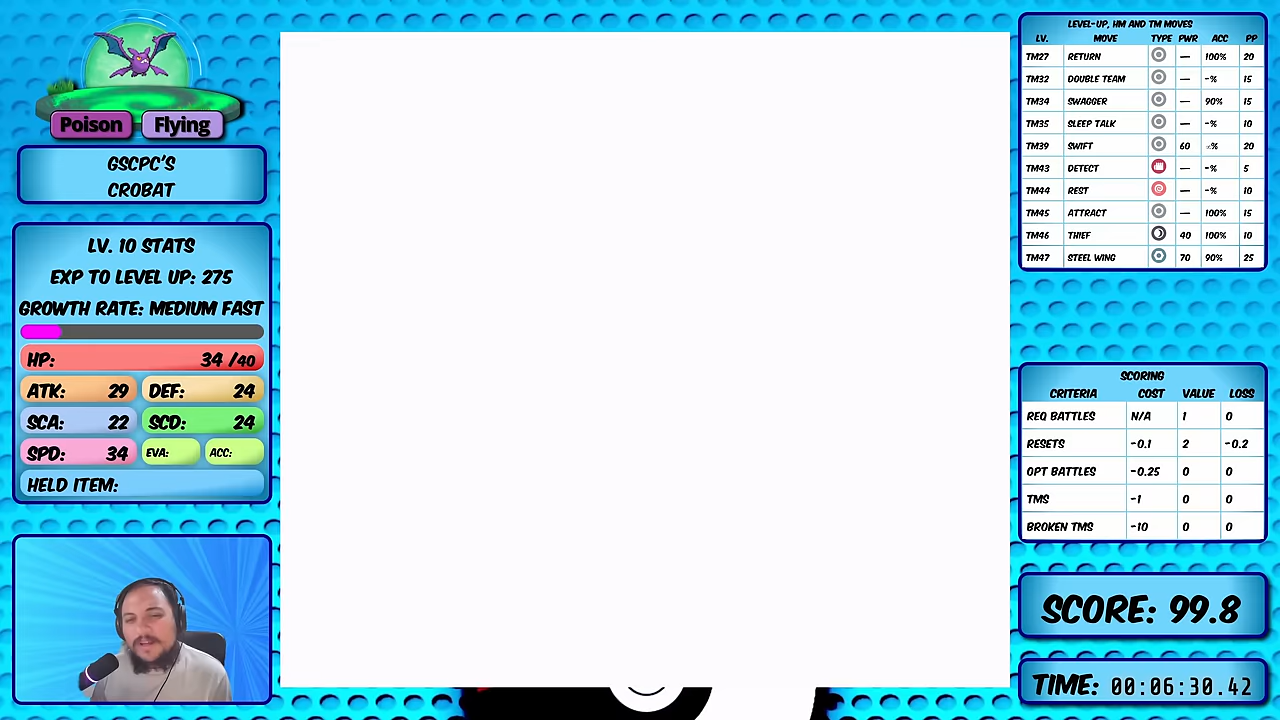 Poison Flying
GSCPC'S
CROBAT
LV. 10 STATS
EXP TO LEVEL UP: 275
GROWTH RATE: MEDIUM FAST
HP: 34 /40
ATK: 29 DEF: 24
SCA: 22 SCD: 24
SPD: 34 EVA: ACC:
HELD ITEM:
LEVEL-UP, HM AND TM MOVES
LV. MOVE TYPE PWR ACC PP
TM27 RETURN — 100% 20
TM32 DOUBLE TEAM — -% 15
TM34 SWAGGER — 90% 15
TM35 SLEEP TALK — -% 10
TM39 SWIFT 60 ∞% 20
TM43 DETECT — -% 5
TM44 REST — -% 10
TM45 ATTRACT — 100% 15
TM46 THIEF 40 100% 10
TM47 STEEL WING 70 90% 25
SCORING
CRITERIA COST VALUE LOSS
REQ BATTLES N/A 1 0
RESETS -0.1 2 -0.2
OPT BATTLES -0.25 0 0
TMS -1 0 0
BROKEN TMS -10 0 0
SCORE: 99.8
TIME: 00:06:30.42